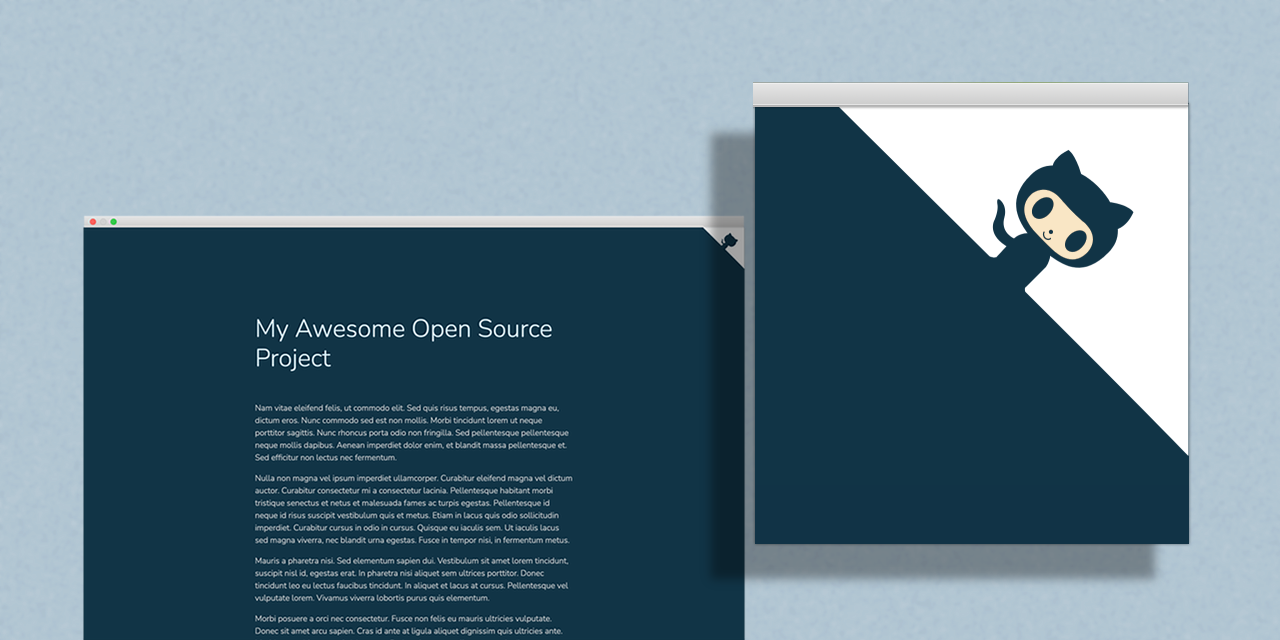 My Awesome Open Source
Project
Nam vitae eleifend felis, ut commodo elit. Sed quis risus tempus, egestas magna eu,
dictum eros. Nunc commodo sed est non mollis. Morbi tincidunt lorem ut neque
porttitor sagittis. Nunc rhoncus porta odio non fringilla. Sed pellentesque pellentesque
neque mollis dapibus. Aenean imperdiet dolor enim, et blandit massa pellentesque et.
Sed efficitur non lectus nec fermentum.
Nulla non magna vel ipsum imperdiet ullamcorper. Curabitur eleifend magna vel dictum
auctor. Curabitur consectetur mi a consectetur lacinia. Pellentesque habitant morbi
tristique senectus et netus et malesuada fames ac turpis egestas. Pellentesque id
neque id risus suscipit vestibulum quis et metus. Etiam in lacus quis odio sollicitudin
imperdiet. Curabitur cursus in odio in cursus. Quisque eu iaculis sem. Ut iaculis lacus
sed magna viverra, nec blandit urna egestas. Fusce in tempor nisi, in fermentum metus.
Mauris a pharetra nisi. Sed elementum sapien dui. Vestibulum sit amet lorem tincidunt,
suscipit nisl id, egestas erat. In pharetra nisi aliquet sem ultrices porttitor. Donec
tincidunt leo eu lectus faucibus tincidunt. In aliquet et lacus at cursus. Pellentesque vel
vulputate lorem. Vivamus viverra lobortis purus quis elementum.
Morbi posuere a orci nec consectetur. Fusce non felis eu mauris ultricies vulputate.
Donec sit amet arcu sapien. Cras id ante at ligula aliquet dignissim quis ultricies ante.